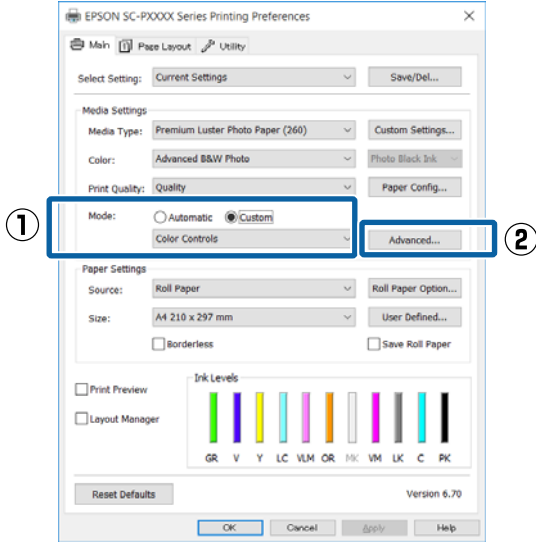 EPSON SC-PXXXX Series Printing Preferences
Main Page Layout Utility
Select Setting: Current Settings Save/Del...
Media Settings
Media Type: Premium Luster Photo Paper (260) Custom Settings...
Color: Advanced B&W Photo Photo Black Ink
Print Quality: Quality Paper Config...
① Mode: Automatic Custom
Color Controls Advanced... ②
Paper Settings
Source: Roll Paper Roll Paper Option...
Size: A4 210 x 297 mm User Defined...
Borderless Save Roll Paper
Ink Levels
Print Preview
Layout Manager
GR V Y LC VLM OR MK VM LK C PK
Reset Defaults Version 6.70
OK Cancel Apply Help